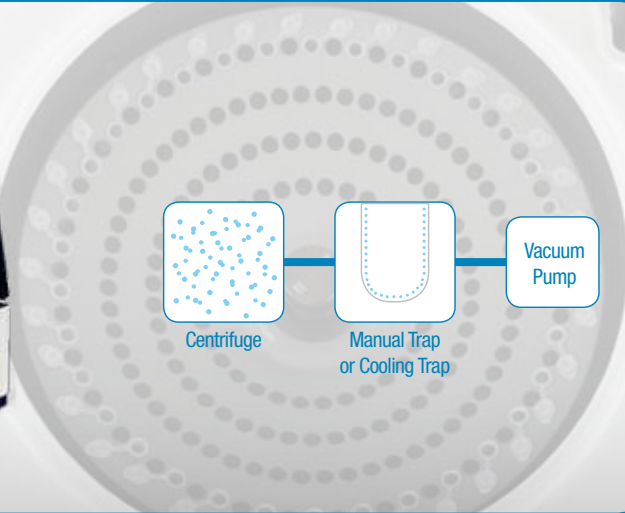 Centrifuge
Manual Trap
or Cooling Trap
Vacuum
Pump